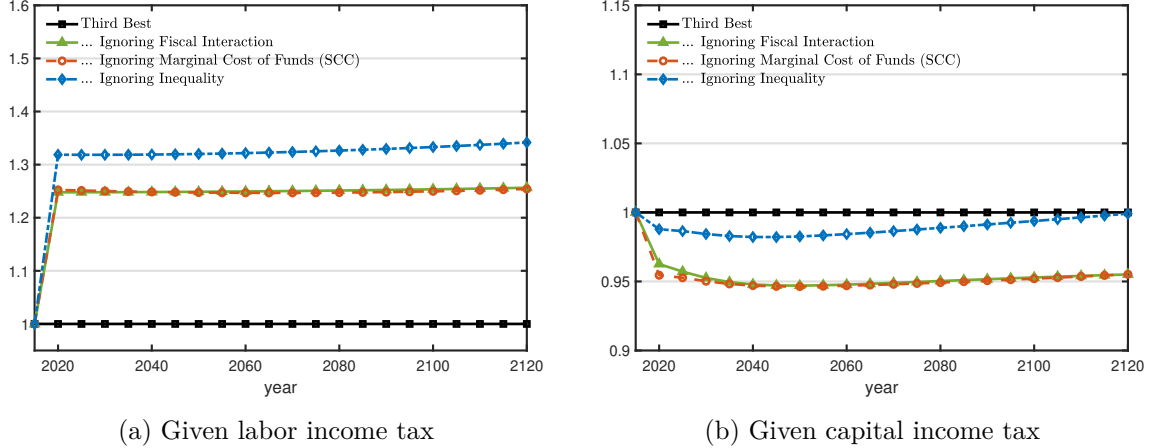 1.6
1.5
1.4
1.3
1.2
1.1
1
Third Best
... Ignoring Fiscal Interaction
... Ignoring Marginal Cost of Funds (SCC)
... Ignoring Inequality
2020 2040 2060 2080 2100 2120
year
(a) Given labor income tax
1.15
1.1
1.05
1
0.95
0.9
Third Best
... Ignoring Fiscal Interaction
... Ignoring Marginal Cost of Funds (SCC)
... Ignoring Inequality
2020 2040 2060 2080 2100 2120
year
(b) Given capital income tax